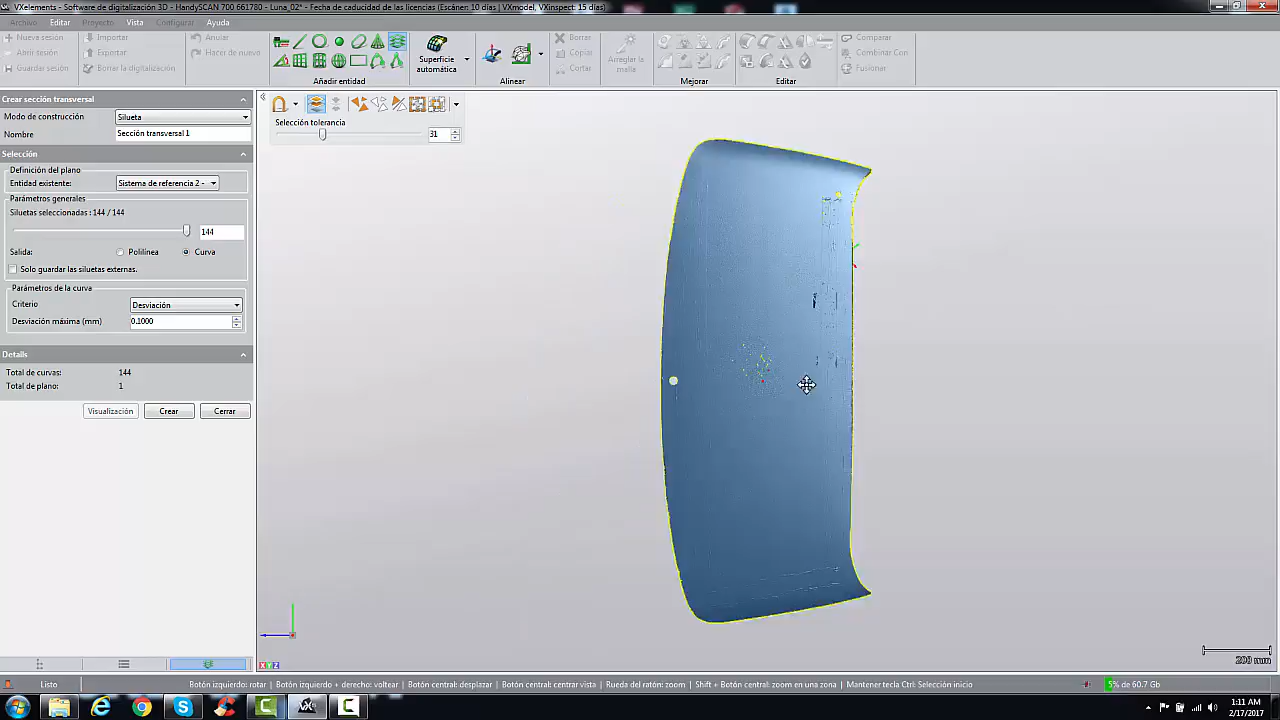 VXelements - Software de digitalización 3D - HandySCAN 700 661780 - Luna_02* - Fecha de caducidad de las licencias (Escáner: 10 días, VXmodel, VXinspect: 15 días)
Archivo Editar Proyecto Vista Configurar Ayuda
Nueva sesión
Abrir sesión
Guardar sesión
Importar
Exportar
Borrar la digitalización
Anular
Hacer de nuevo
Añadir entidad
Superficie automática
Alinear
Borrar
Copiar
Cortar
Arreglar la malla
Mejorar
Editar
Comparar
Combinar Con
Fusionar
Crear sección transversal
Modo de construcción Silueta
Nombre Sección transversal 1
Selección
Definición del plano
Entidad existente: Sistema de referencia 2 -
Parámetros generales
Siluetas seleccionadas : 144 / 144
144
Salida: Polilínea Curva
Solo guardar las siluetas externas.
Parámetros de la curva
Criterio Desviación
Desviación máxima (mm) 0.1000
Details
Total de curvas: 144
Total de plano: 1
Visualización Crear Cerrar
Selección tolerancia
31
200 mm
X Y Z
Listo
Botón izquierdo: rotar | Botón izquierdo + derecho: voltear | Botón central: desplazar | Botón central: centrar vista | Rueda del ratón: zoom | Shift + Botón central: zoom en una zona | Mantener tecla Ctrl: Selección inicio
5% de 60.7 Gb
1:11 AM
2/17/2017